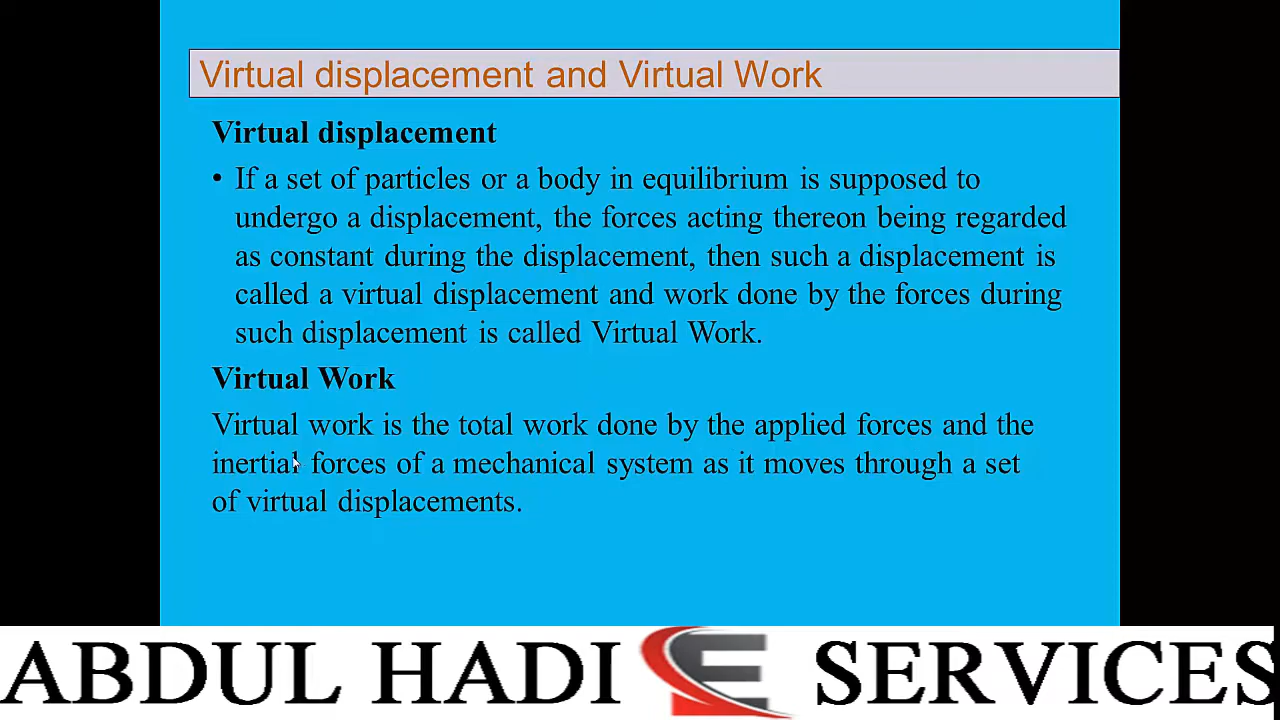 Virtual displacement and Virtual Work
Virtual displacement
• If a set of particles or a body in equilibrium is supposed to
undergo a displacement, the forces acting thereon being regarded
as constant during the displacement, then such a displacement is
called a virtual displacement and work done by the forces during
such displacement is called Virtual Work.
Virtual Work
Virtual work is the total work done by the applied forces and the
inertial forces of a mechanical system as it moves through a set
of virtual displacements.
ABDUL HADI E SERVICES